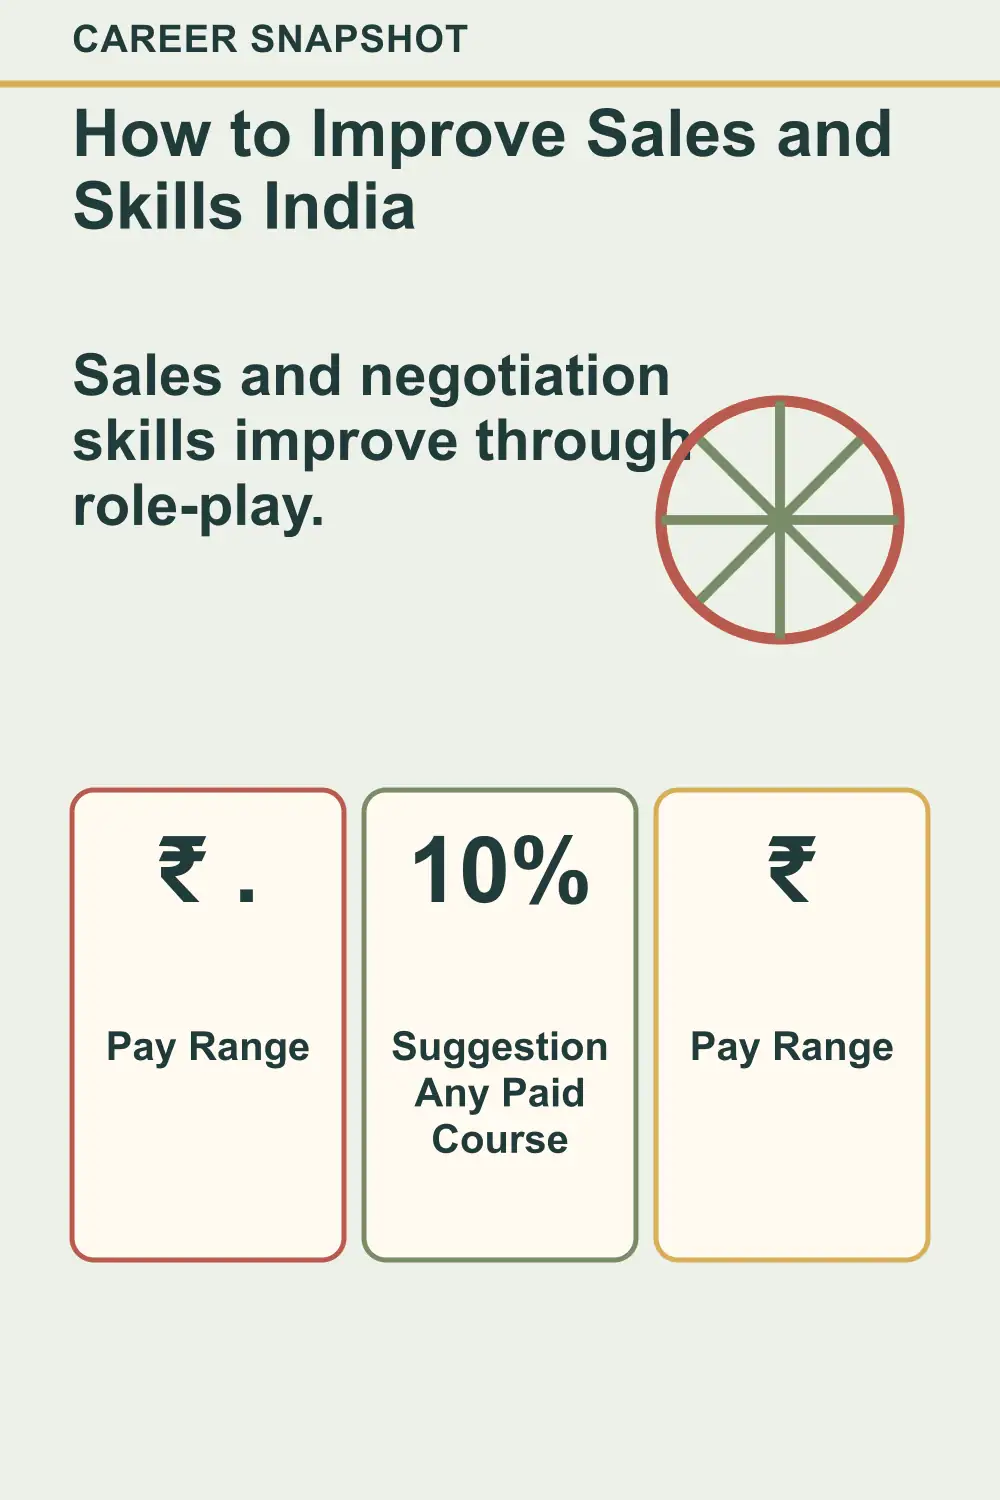 CAREER SNAPSHOT
How to Improve Sales and
Skills India
Sales and negotiation
skills improve through
role-play.
₹ .
Pay Range
10%
Suggestion
Any Paid
Course
₹
Pay Range